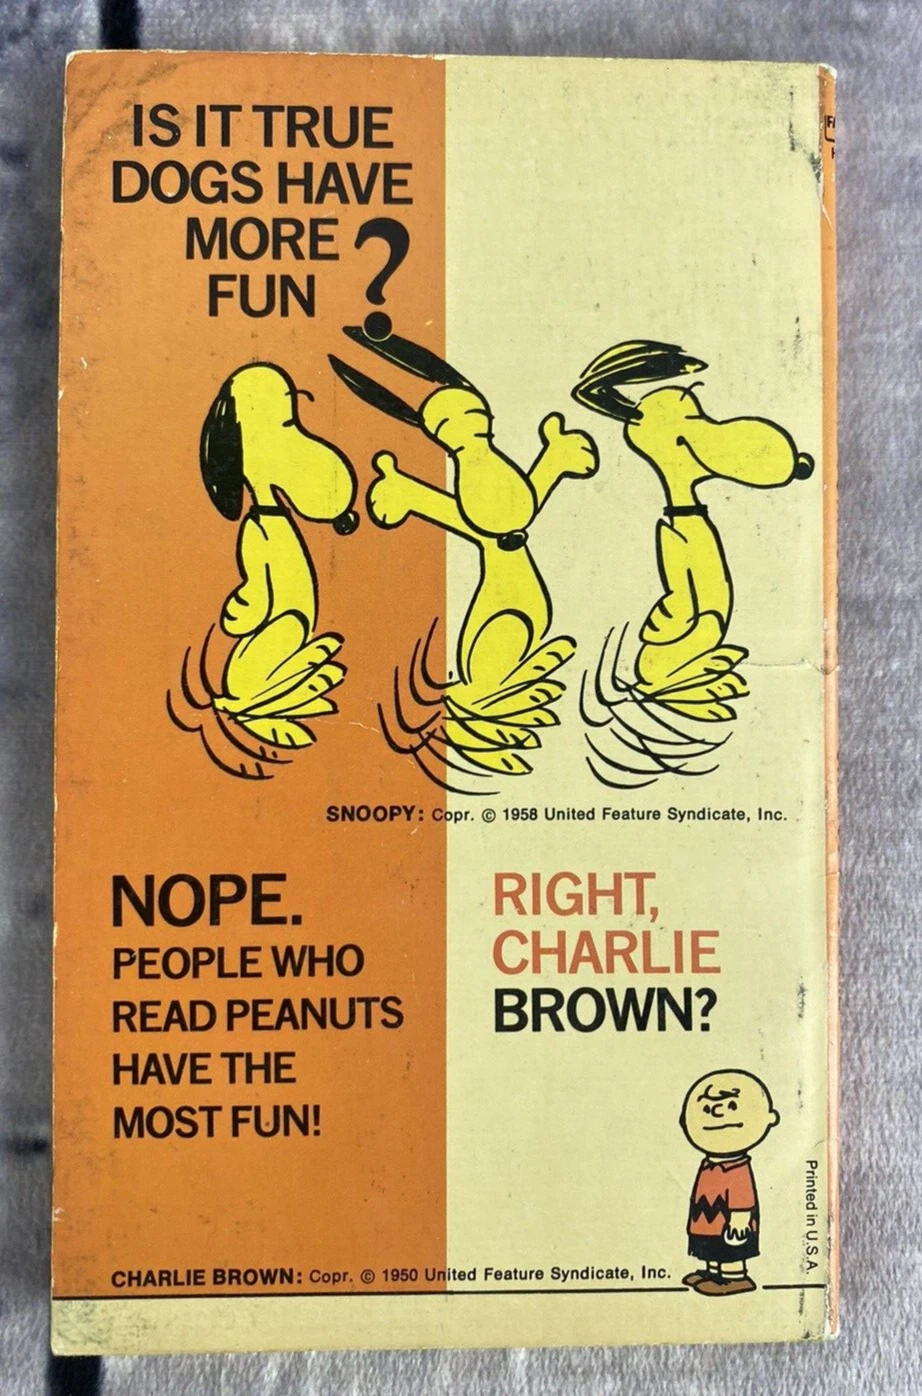 IS IT TRUE
DOGS HAVE
MORE
FUN ?
SNOOPY: Copr. © 1958 United Feature Syndicate, Inc.
NOPE.
PEOPLE WHO
READ PEANUTS
HAVE THE
MOST FUN!
RIGHT,
CHARLIE
BROWN?
Printed in U.S.A.
CHARLIE BROWN: Copr. © 1950 United Feature Syndicate, Inc.